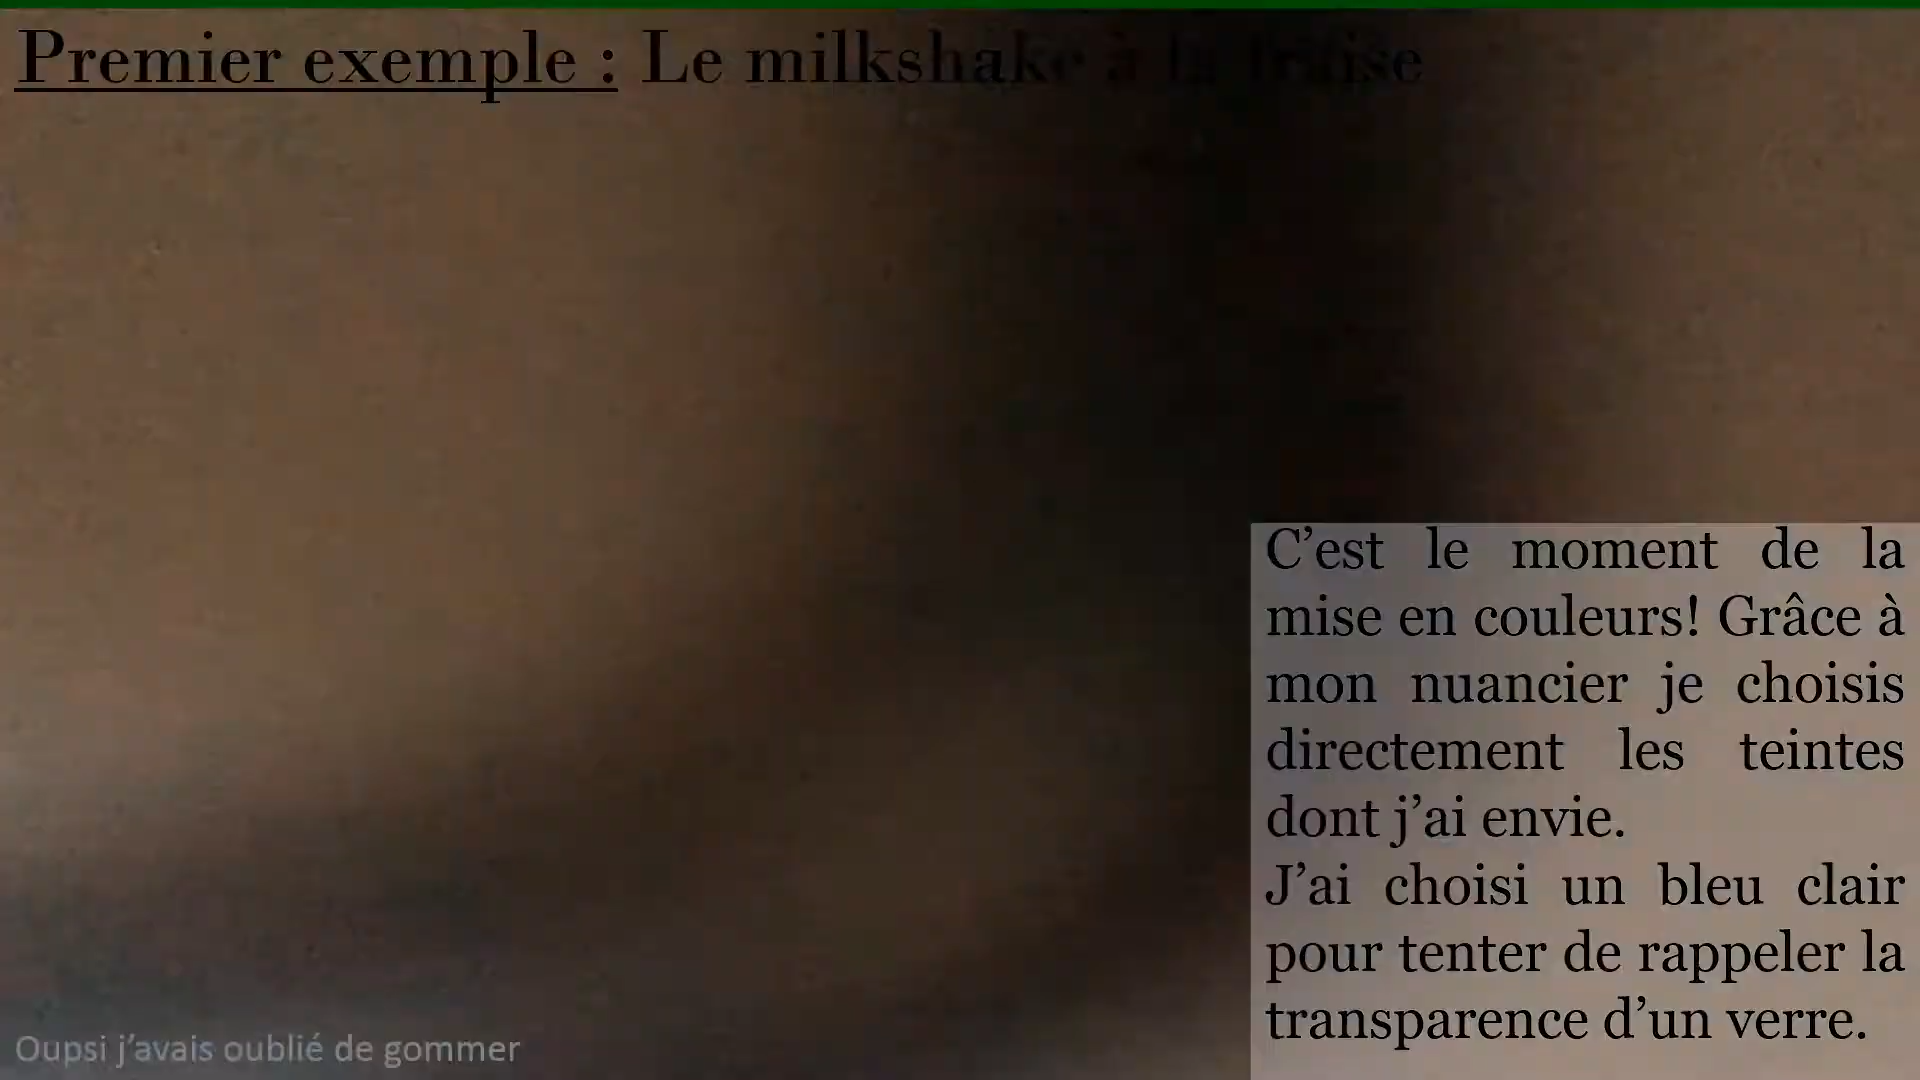 Premier exemple : Le milkshake à la fraise
C’est le moment de la
mise en couleurs! Grâce à
mon nuancier je choisis
directement les teintes
dont j’ai envie.
J’ai choisi un bleu clair
pour tenter de rappeler la
transparence d’un verre.
Oupsi j’avais oublié de gommer